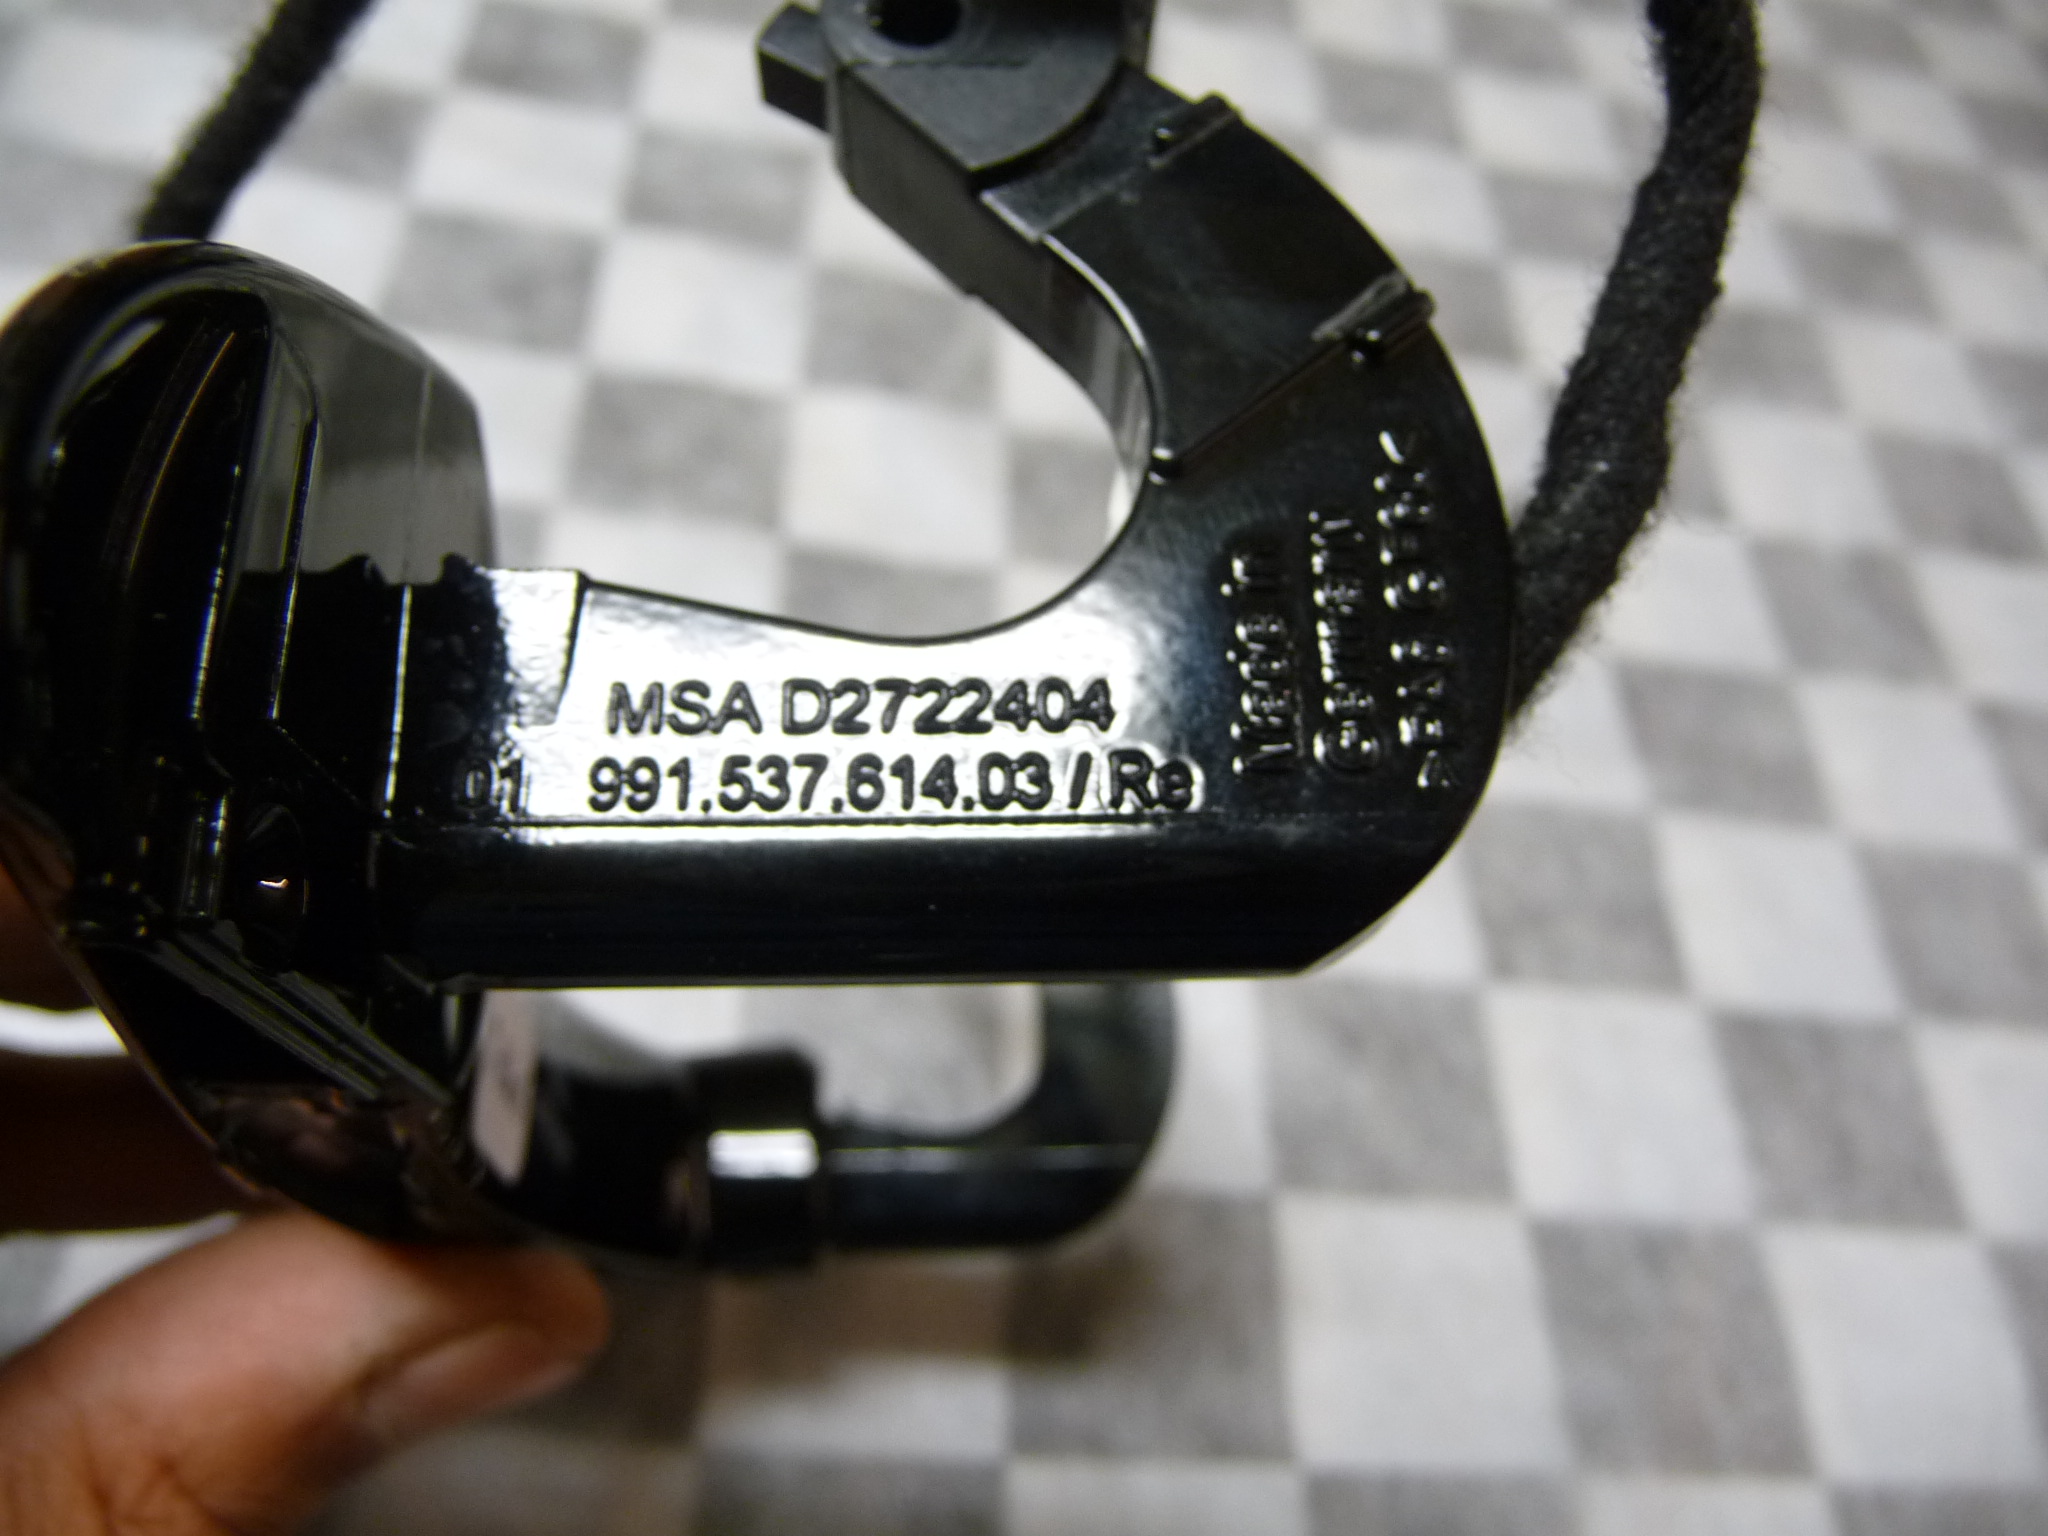 MSA D2722404
01 991.537.614.03 / Re
Made in
Germany